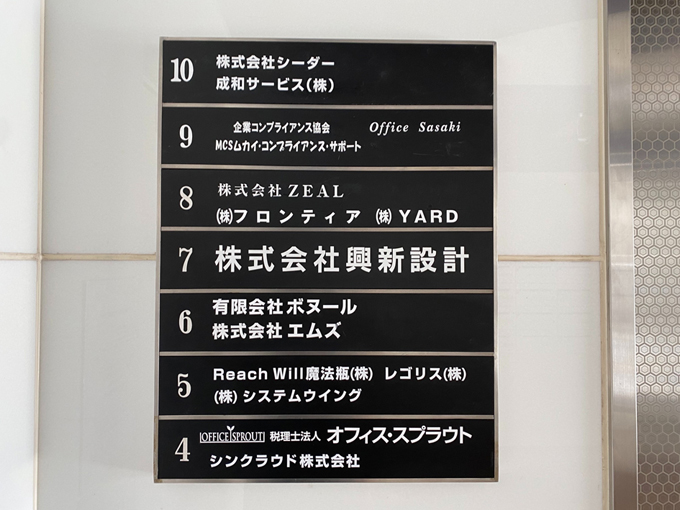 10 株式会社シーダー
成和サービス(株)
9 企業コンプライアンス協会 Office Sasaki
MCSムカイ・コンプライアンス・サポート
8 株式会社 ZEAL
㈱フロンティア ㈱YARD
7 株式会社興新設計
6 有限会社ボヌール
株式会社エムズ
5 Reach Will魔法瓶(株) レゴリス(株)
(株)システムウイング
4 OFFICE SPROUT 税理士法人 オフィス・スプラウト
シンクラウド株式会社